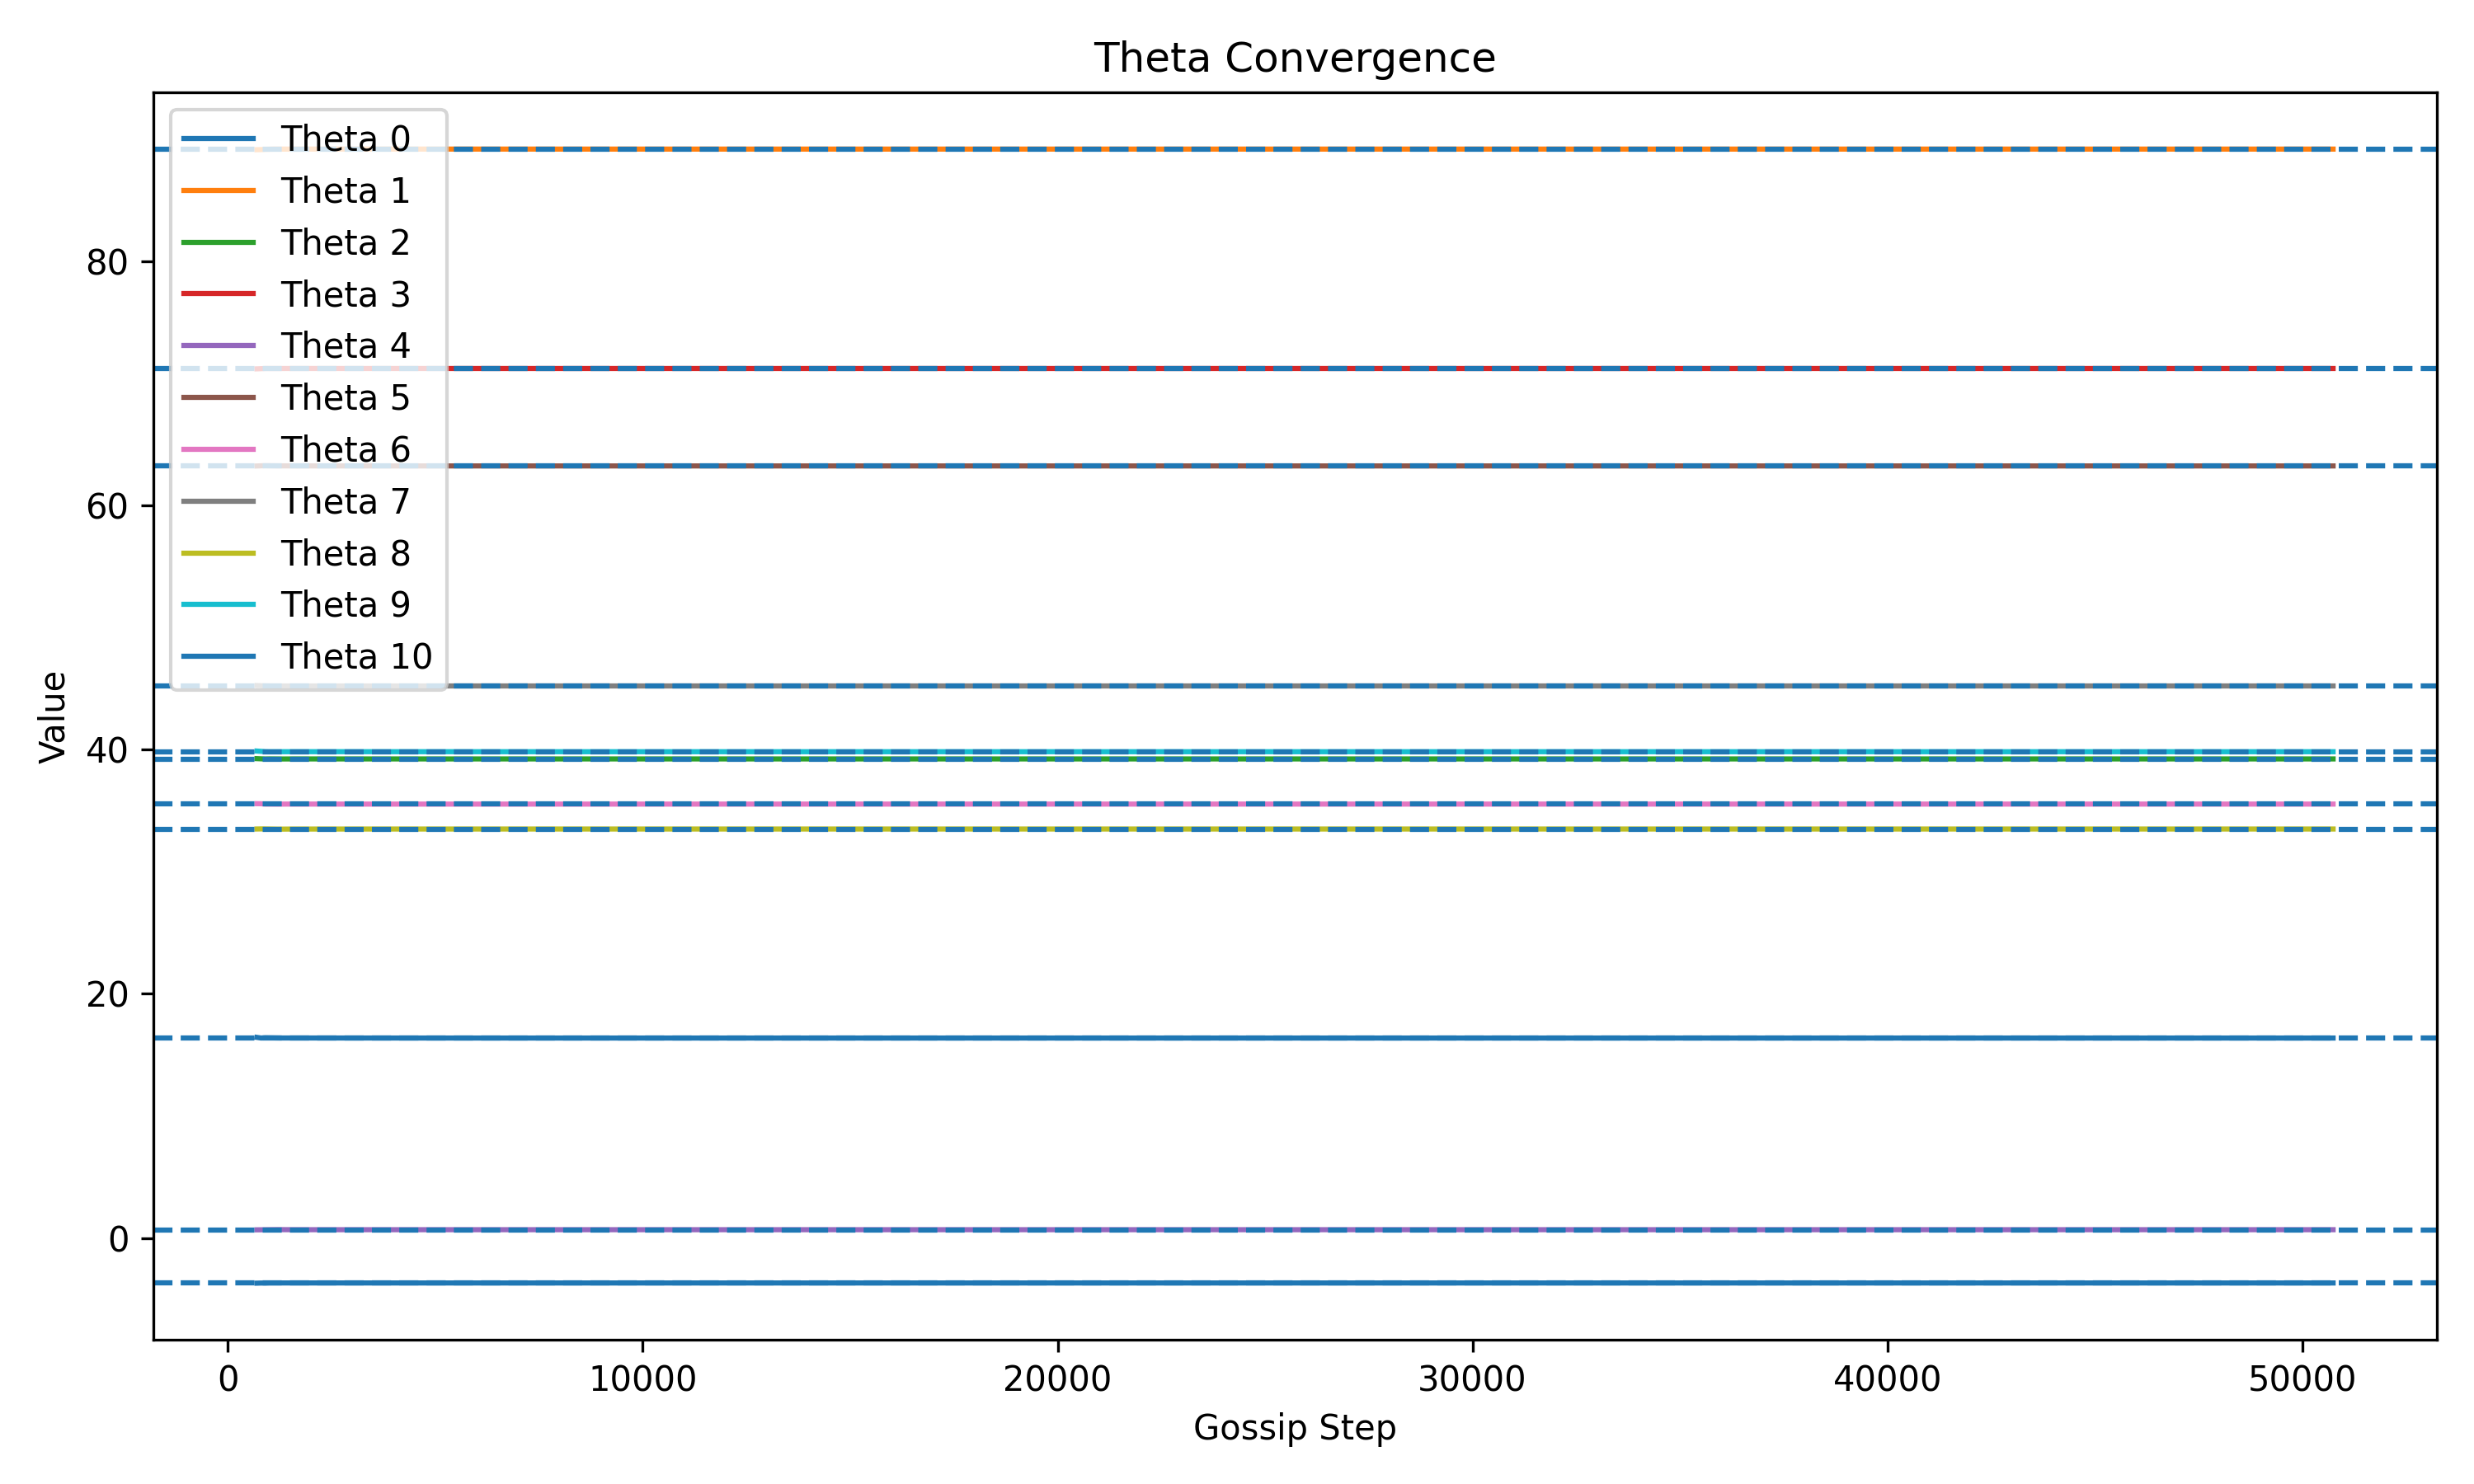 Theta Convergence
Theta 0
Theta 1
Theta 2
Theta 3
Theta 4
Theta 5
Theta 6
Theta 7
Theta 8
Theta 9
Theta 10
Value
80
60
40
20
0
0 10000 20000 30000 40000 50000
Gossip Step